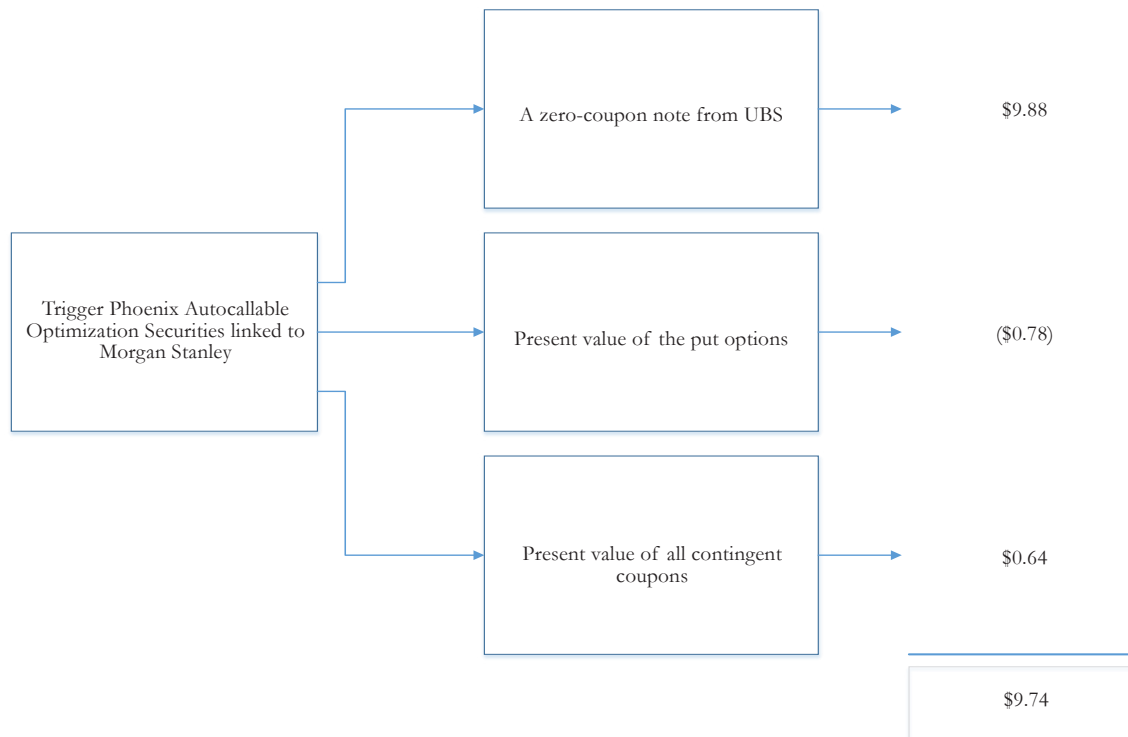 A zero-coupon note from UBS
$9.88
Trigger Phoenix Autocallable
Optimization Securities linked to
Morgan Stanley
Present value of the put options
($0.78)
Present value of all contingent
coupons
$0.64
$9.74